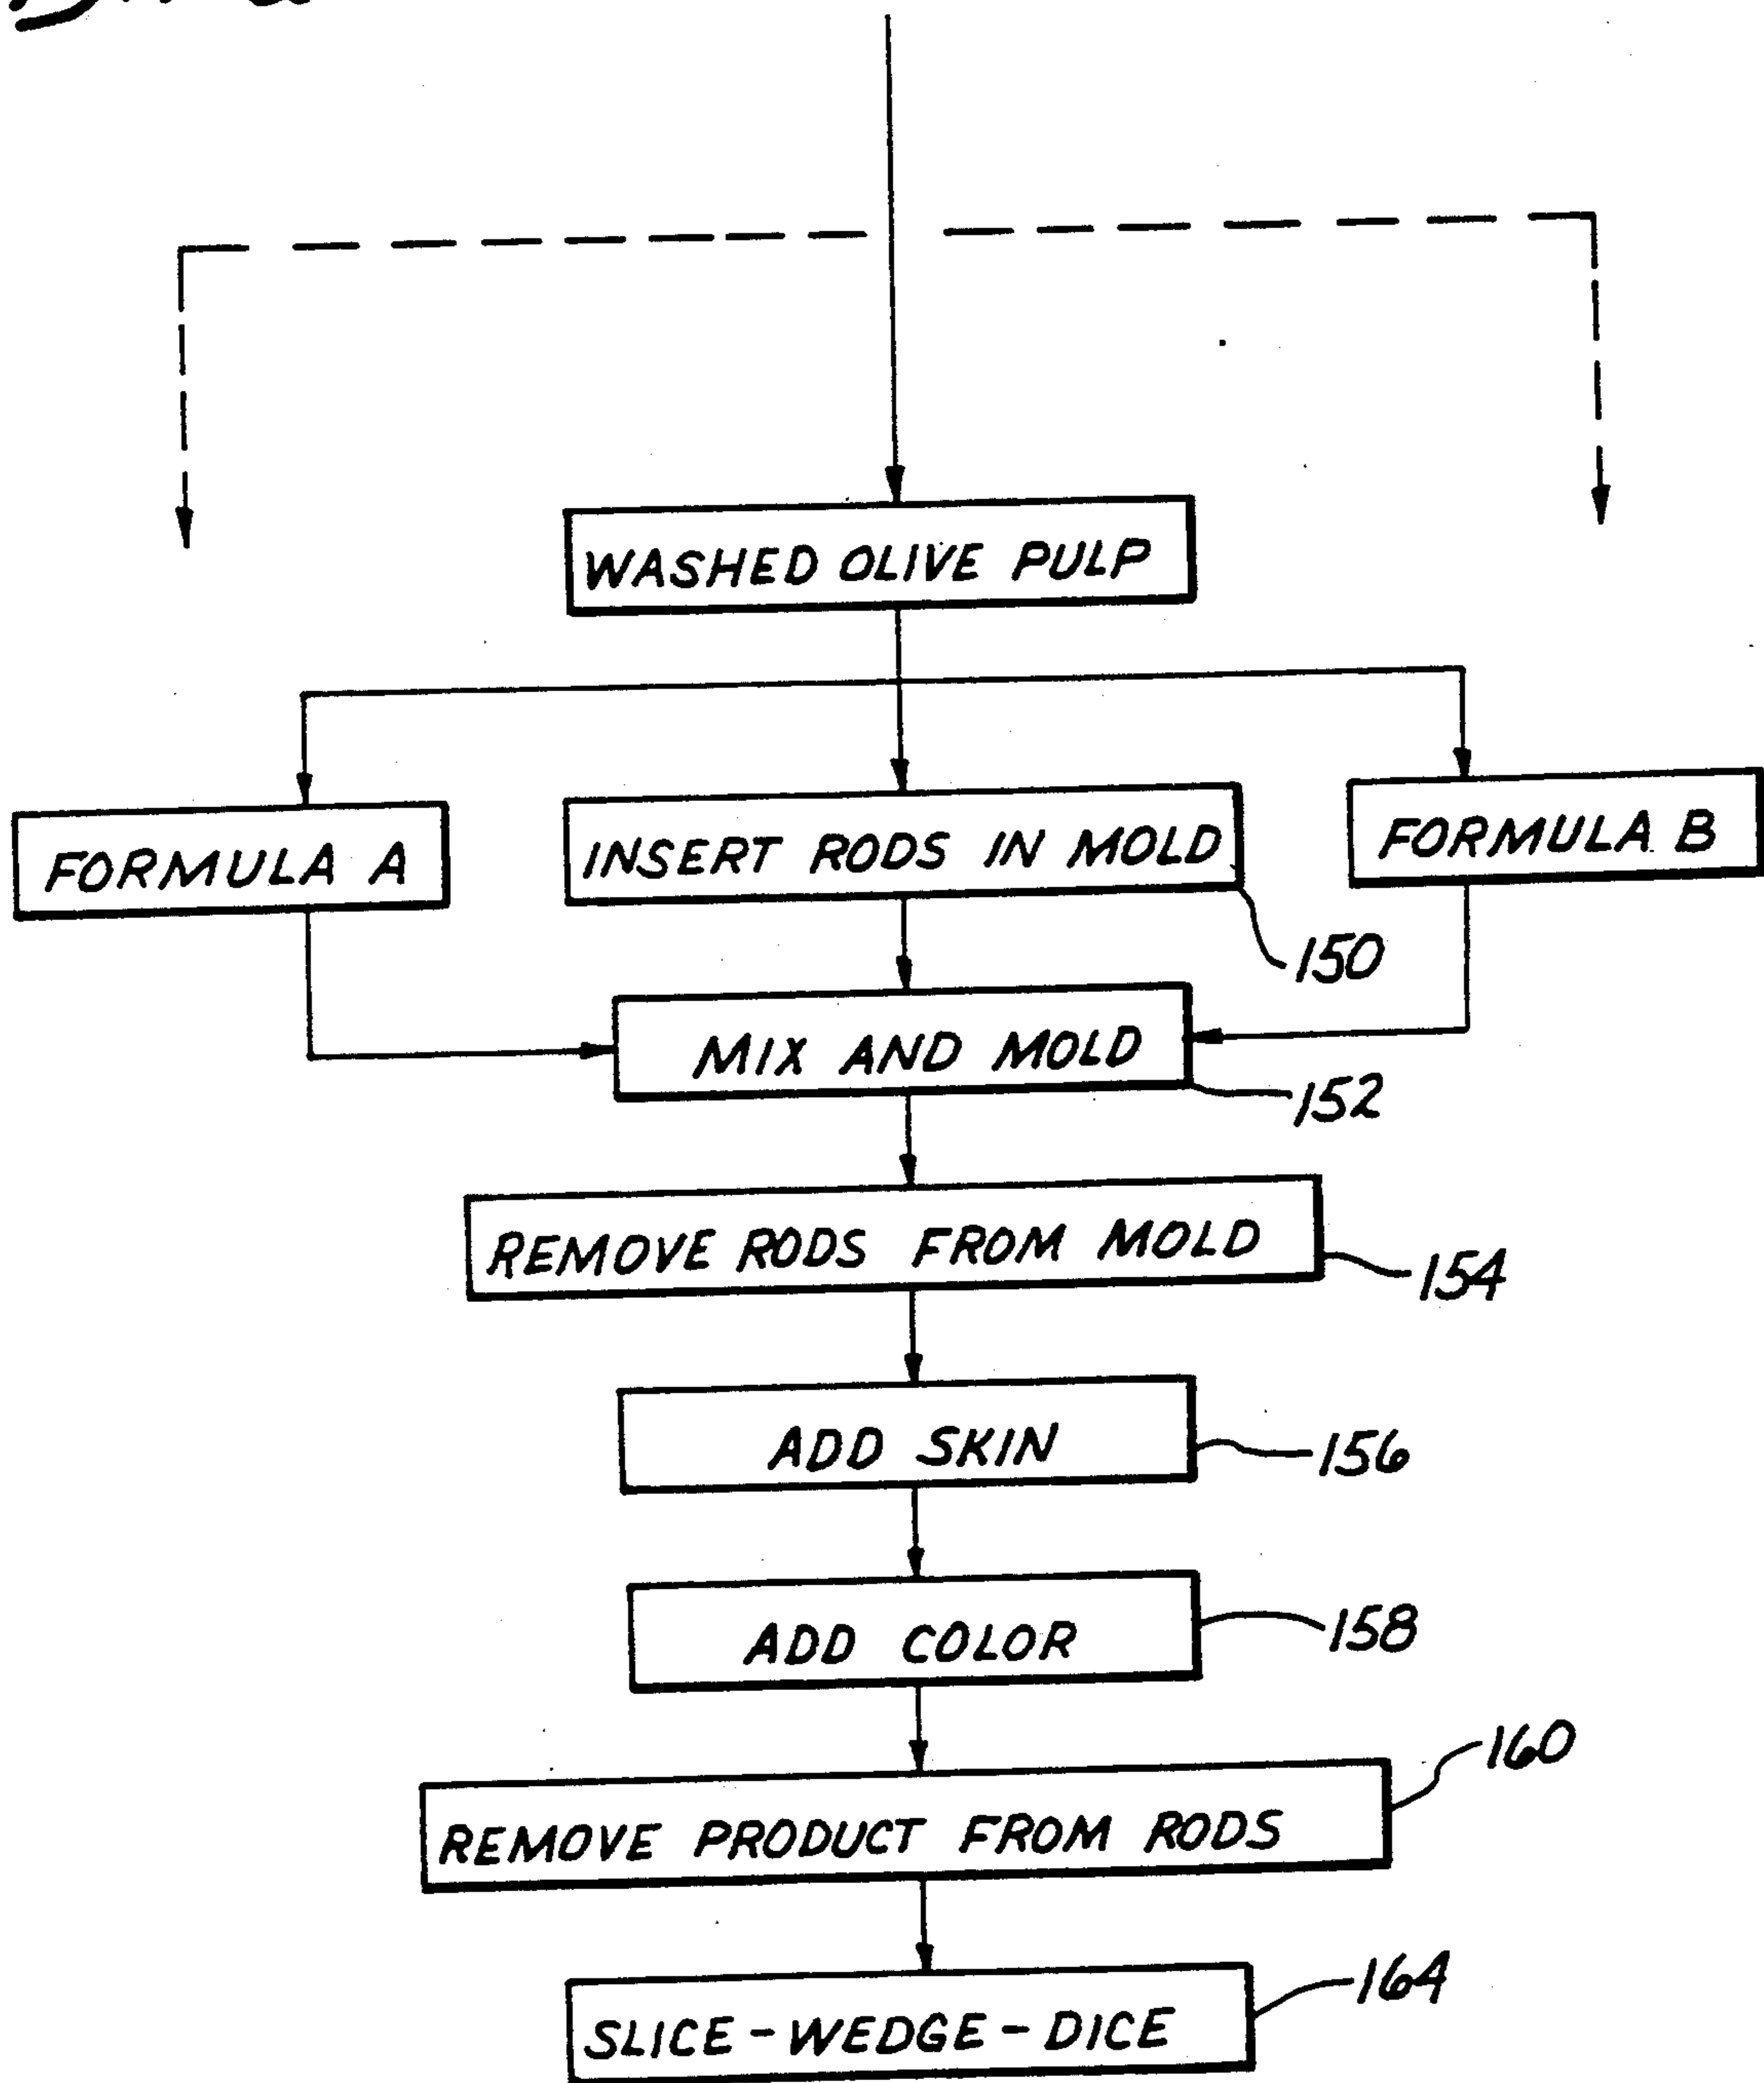 WASHED OLIVE PULP
FORMULA A
INSERT RODS IN MOLD
FORMULA B
150
MIX AND MOLD
152
REMOVE RODS FROM MOLD
154
ADD SKIN
156
ADD COLOR
158
160
REMOVE PRODUCT FROM RODS
164
SLICE-WEDGE-DICE